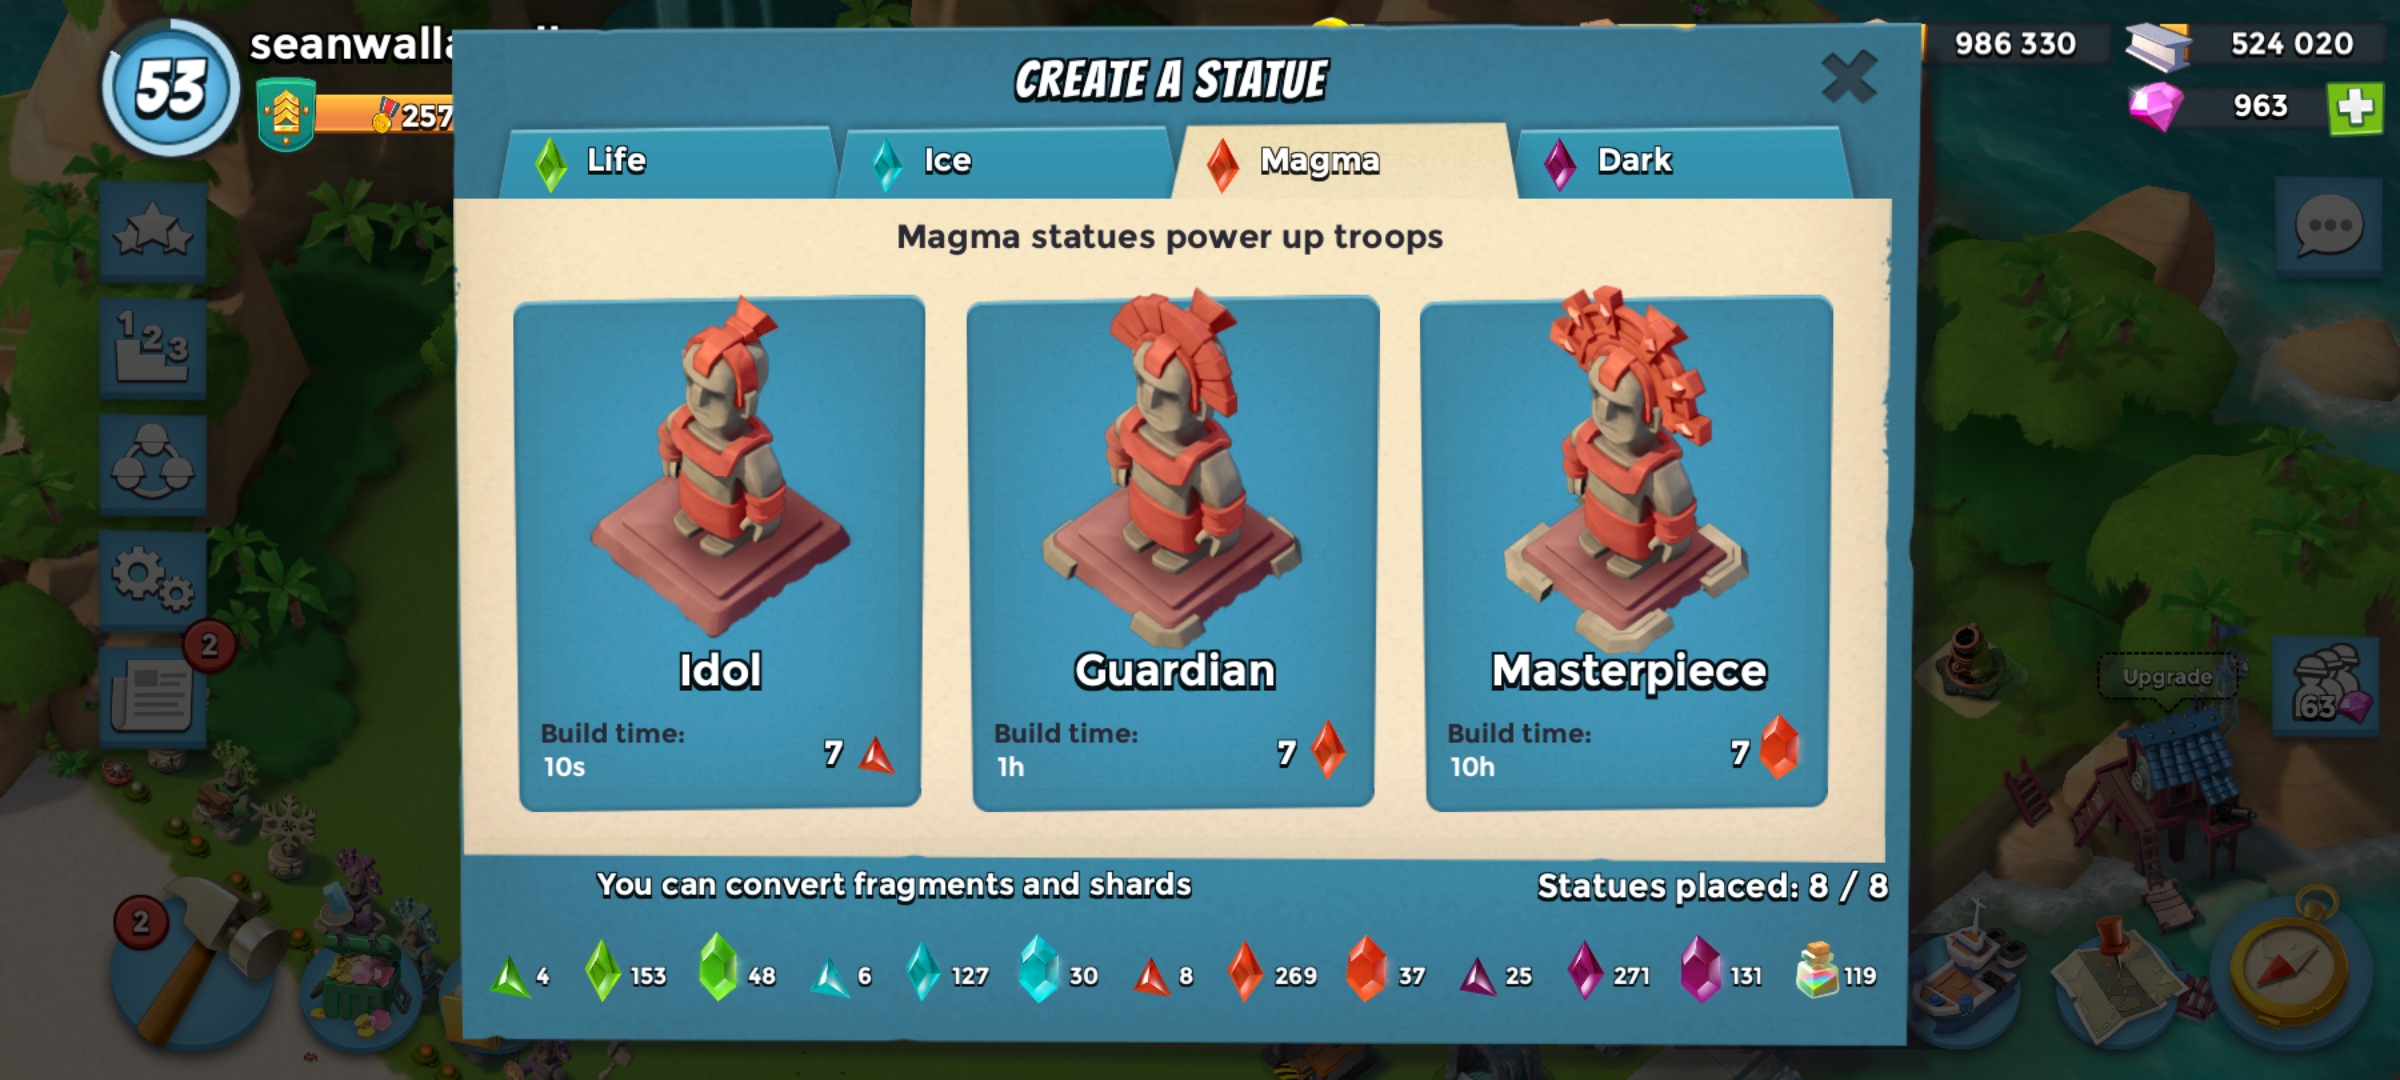 53
257
986 330
524 020
963
CREATE A STATUE
Life
Ice
Magma
Dark
Magma statues power up troops
Idol
Build time:
10s
7
Guardian
Build time:
1h
7
Masterpiece
Build time:
10h
7
You can convert fragments and shards
Statues placed: 8 / 8
4
153
48
6
127
30
8
269
37
25
271
131
119
1 2 3
2
2
Upgrade
63